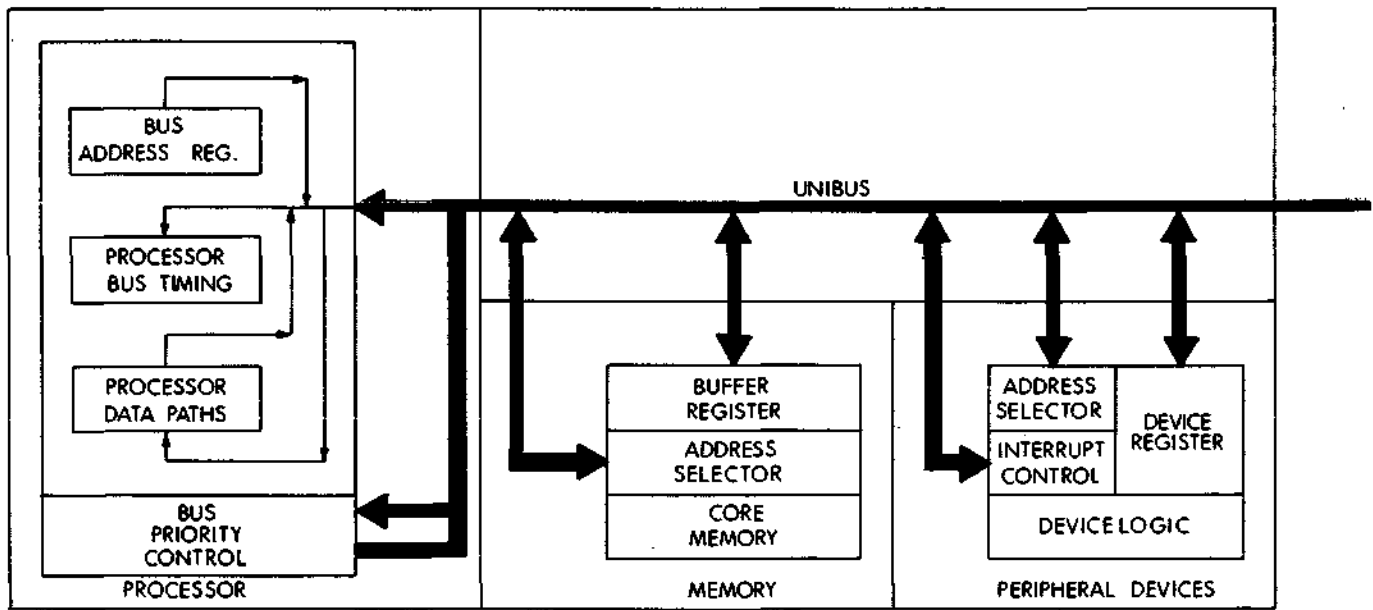 BUS
ADDRESS REG.
UNIBUS
PROCESSOR
BUS TIMING
PROCESSOR
DATA PATHS
BUS
PRIORITY
CONTROL
PROCESSOR
BUFFER
REGISTER
ADDRESS
SELECTOR
CORE
MEMORY
MEMORY
ADDRESS
SELECTOR
DEVICE
REGISTER
INTERRUPT
CONTROL
DEVICE LOGIC
PERIPHERAL DEVICES